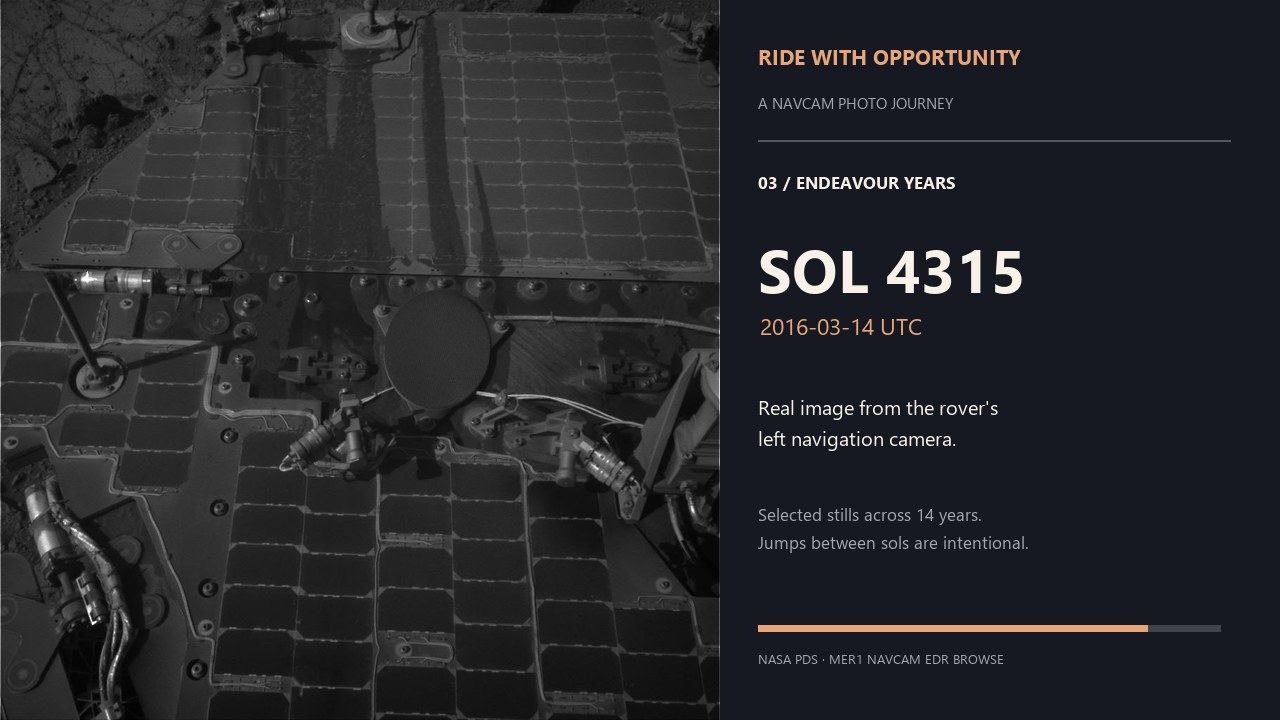 RIDE WITH OPPORTUNITY
A NAVCAM PHOTO JOURNEY
03 / ENDEAVOUR YEARS
SOL 4315
2016-03-14 UTC
Real image from the rover's
left navigation camera.
Selected stills across 14 years.
Jumps between sols are intentional.
NASA PDS · MER1 NAVCAM EDR BROWSE